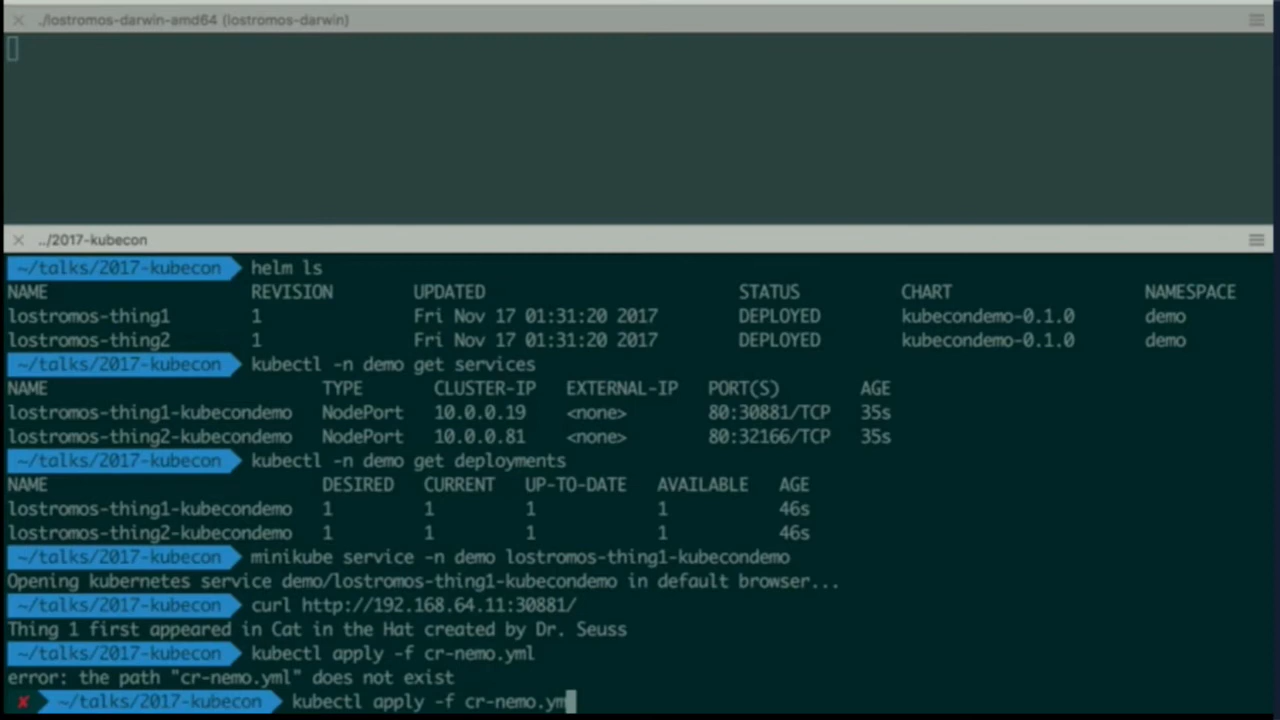 ./lostromos-darwin-amd64 (lostromos-darwin)
../2017-kubecon
~/talks/2017-kubecon helm ls
NAME REVISION UPDATED STATUS CHART NAMESPACE
lostromos-thing1 1 Fri Nov 17 01:31:20 2017 DEPLOYED kubecondemo-0.1.0 demo
lostromos-thing2 1 Fri Nov 17 01:31:20 2017 DEPLOYED kubecondemo-0.1.0 demo
~/talks/2017-kubecon kubectl -n demo get services
NAME TYPE CLUSTER-IP EXTERNAL-IP PORT(S) AGE
lostromos-thing1-kubecondemo NodePort 10.0.0.19 <none> 80:30881/TCP 35s
lostromos-thing2-kubecondemo NodePort 10.0.0.81 <none> 80:32166/TCP 35s
~/talks/2017-kubecon kubectl -n demo get deployments
NAME DESIRED CURRENT UP-TO-DATE AVAILABLE AGE
lostromos-thing1-kubecondemo 1 1 1 1 46s
lostromos-thing2-kubecondemo 1 1 1 1 46s
~/talks/2017-kubecon minikube service -n demo lostromos-thing1-kubecondemo
Opening kubernetes service demo/lostromos-thing1-kubecondemo in default browser...
~/talks/2017-kubecon curl http://192.168.64.11:30881/
Thing 1 first appeared in Cat in the Hat created by Dr. Seuss
~/talks/2017-kubecon kubectl apply -f cr-nemo.yml
error: the path "cr-nemo.yml" does not exist
✘ ~/talks/2017-kubecon kubectl apply -f cr-nemo.ym